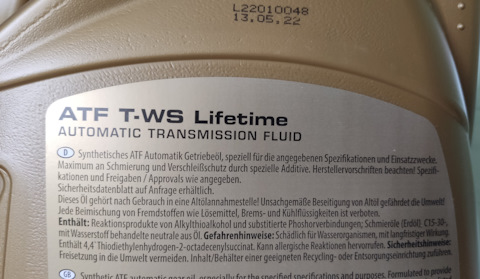 L22010048
13.05.22
ATF T-WS Lifetime
AUTOMATIC TRANSMISSION FLUID
D Synthetisches ATF Automatik Getriebeöl, speziell für die angegebenen Spezifikationen und Einsatzzwecke.
Maximum an Schmierung und Verschleißschutz durch spezielle Additive. Herstellervorschriften beachten! Spezifi-
kationen und Freigaben / Approvals wie angegeben.
Sicherheitsdatenblatt auf Anfrage erhältlich.
Dieses Öl gehört nach Gebrauch in eine Altölannahmestelle! Unsachgemäße Beseitigung von Altöl gefährdet die Umwelt!
Jede Beimischung von Fremdstoffen wie Lösemittel, Brems- und Kühlflüssigkeit ist verboten.
Enthält: Reaktionsprodukte von Alkylthioalkohol und substituierte Phosphorverbindungen; Schmieröle (Erdöl) C15-30-,
mit Wasserstoff behandelte neutrale aus Öl. Gefahrenhinweise: Schädlich für Wasserorganismen, mit langfristiger Wirkung.
Enthält 4,4' Thiodiethylenhydrogen-2-octadecenylsuccinat. Kann allergische Reaktionen hervorrufen. Sicherheitshinweise:
Freisetzung in die Umwelt vermeiden. Inhalt/Behälter einer geeigneten Recycling- oder Entsorgungseinrichtung zuführen.
GB Synthetic automatic gear oil, especially for the specified specifications and purposes. Formulated to provide